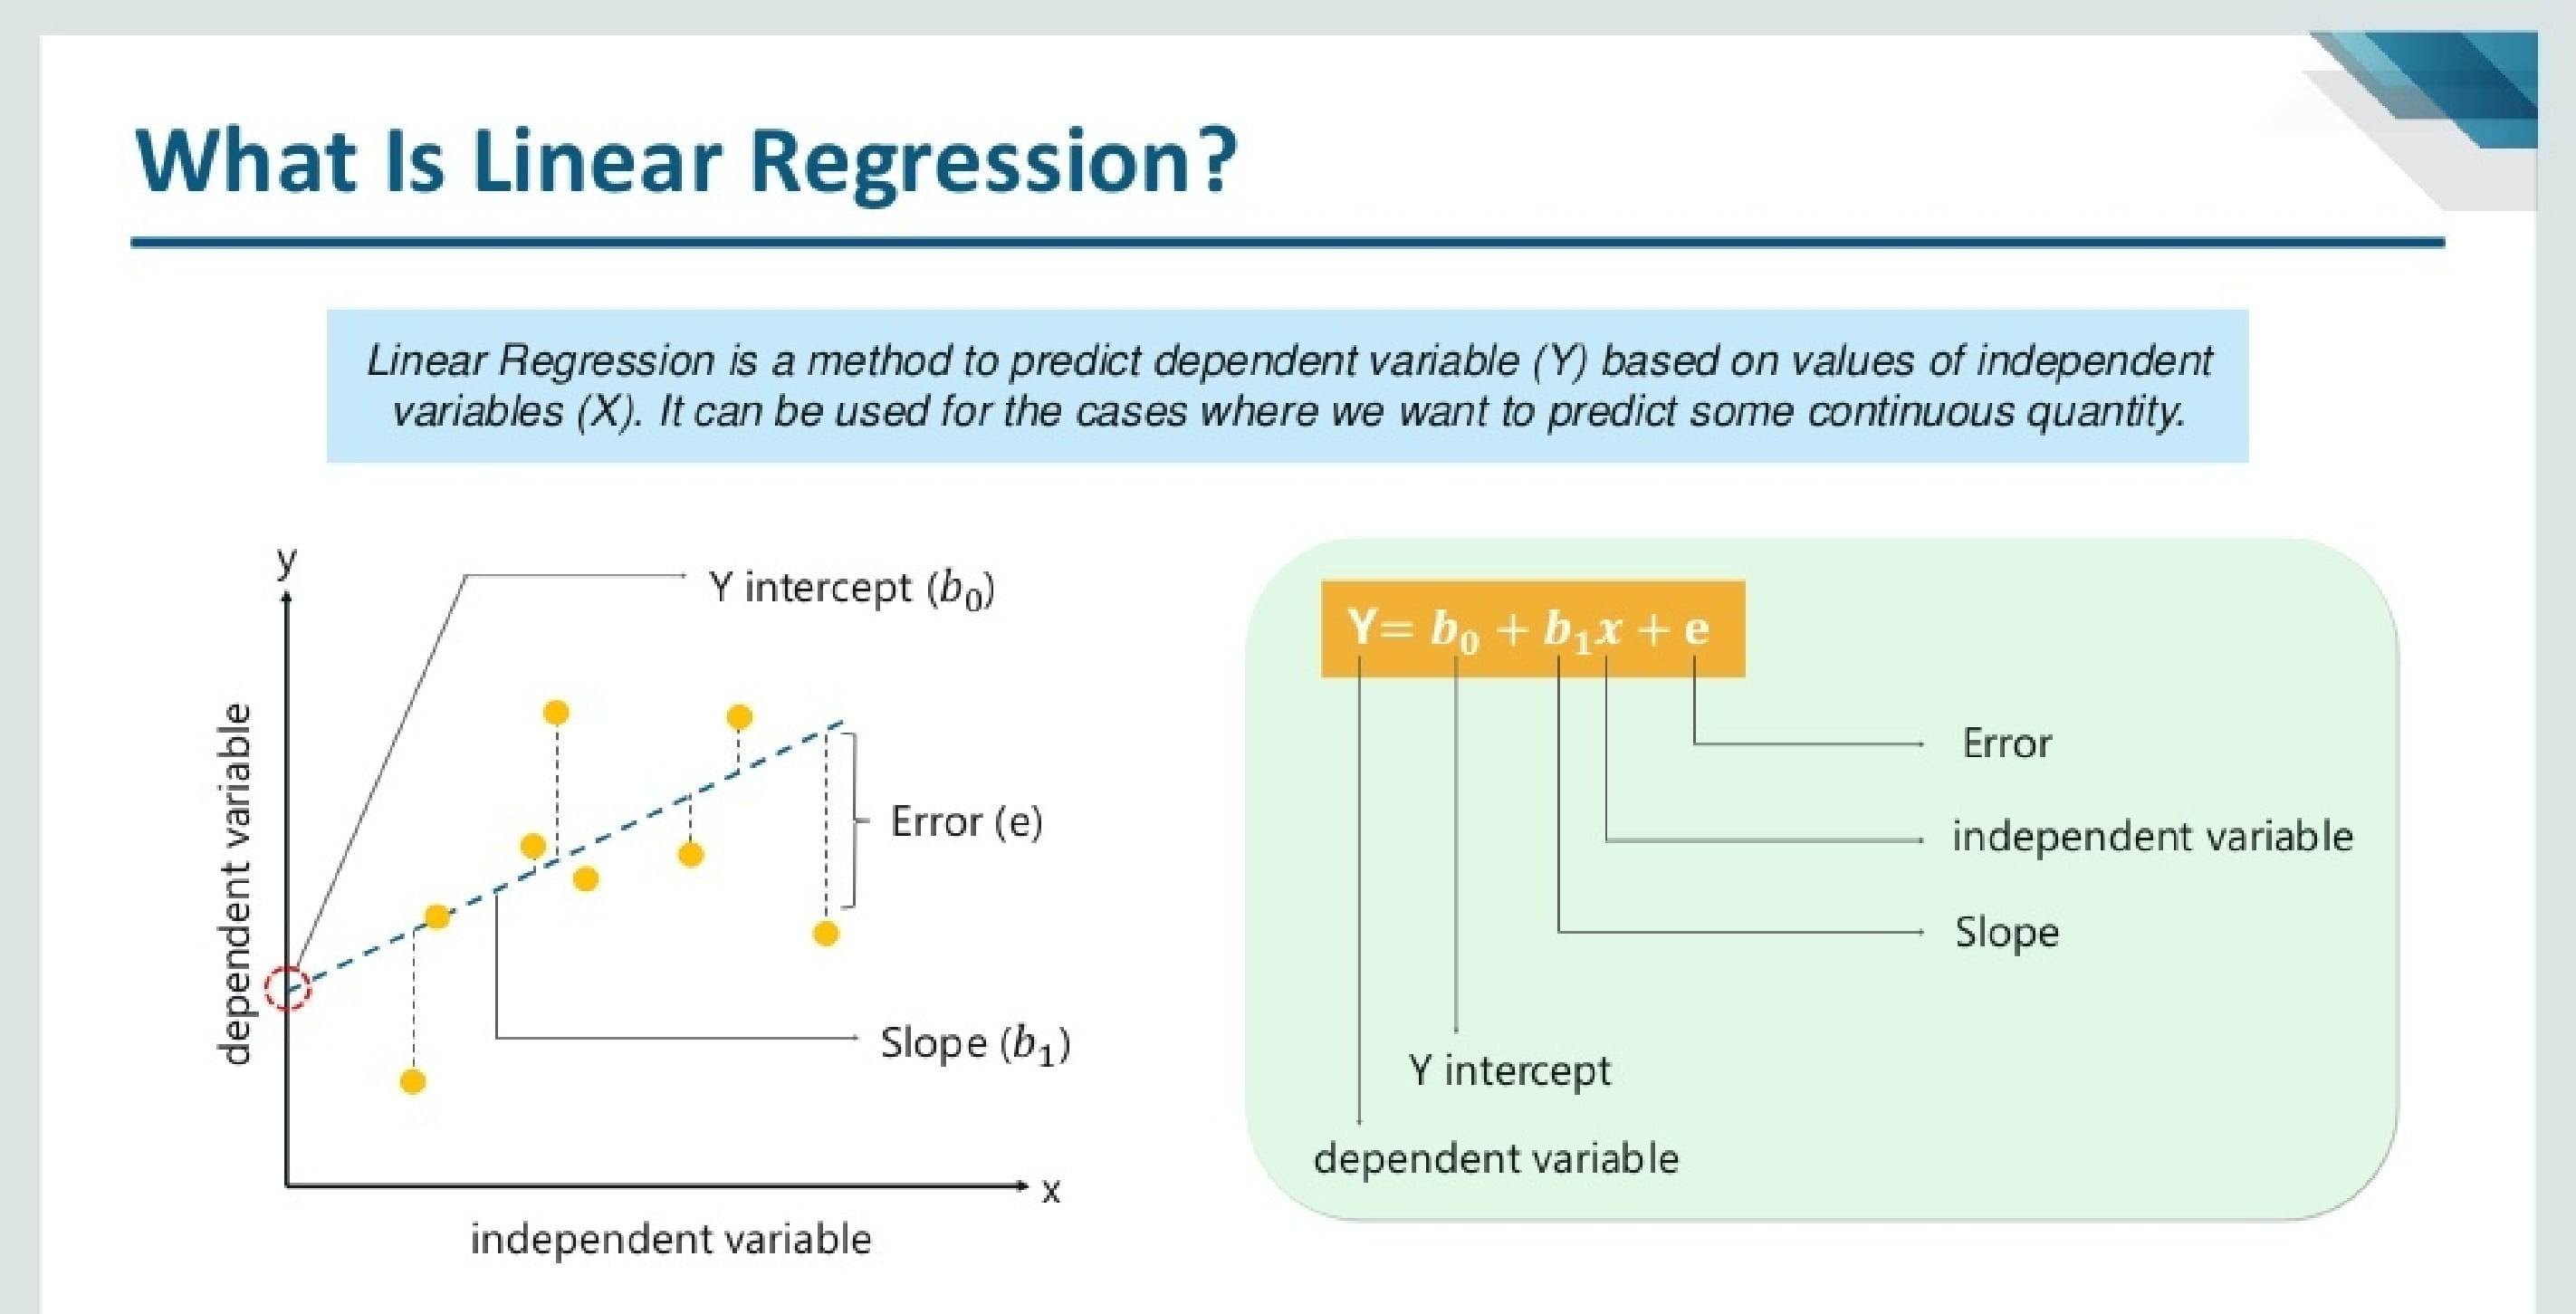 What Is Linear Regression?
Linear Regression is a method to predict dependent variable (Y) based on values of independent
variables (X). It can be used for the cases where we want to predict some continuous quantity.
y
Y intercept (b₀)
dependent variable
Error (e)
Slope (b₁)
x
independent variable
Y= b₀ + b₁x + e
Error
independent variable
Slope
Y intercept
dependent variable